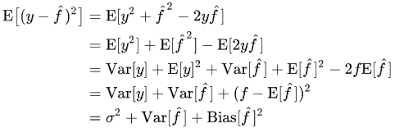 E[(y − f̂)²] = E[y² + f̂² − 2yf̂]
= E[y²] + E[f̂²] − E[2yf̂]
= Var[y] + E[y]² + Var[f̂] + E[f̂]² − 2fE[f̂]
= Var[y] + Var[f̂] + (f − E[f̂])²
= σ² + Var[f̂] + Bias[f̂]²